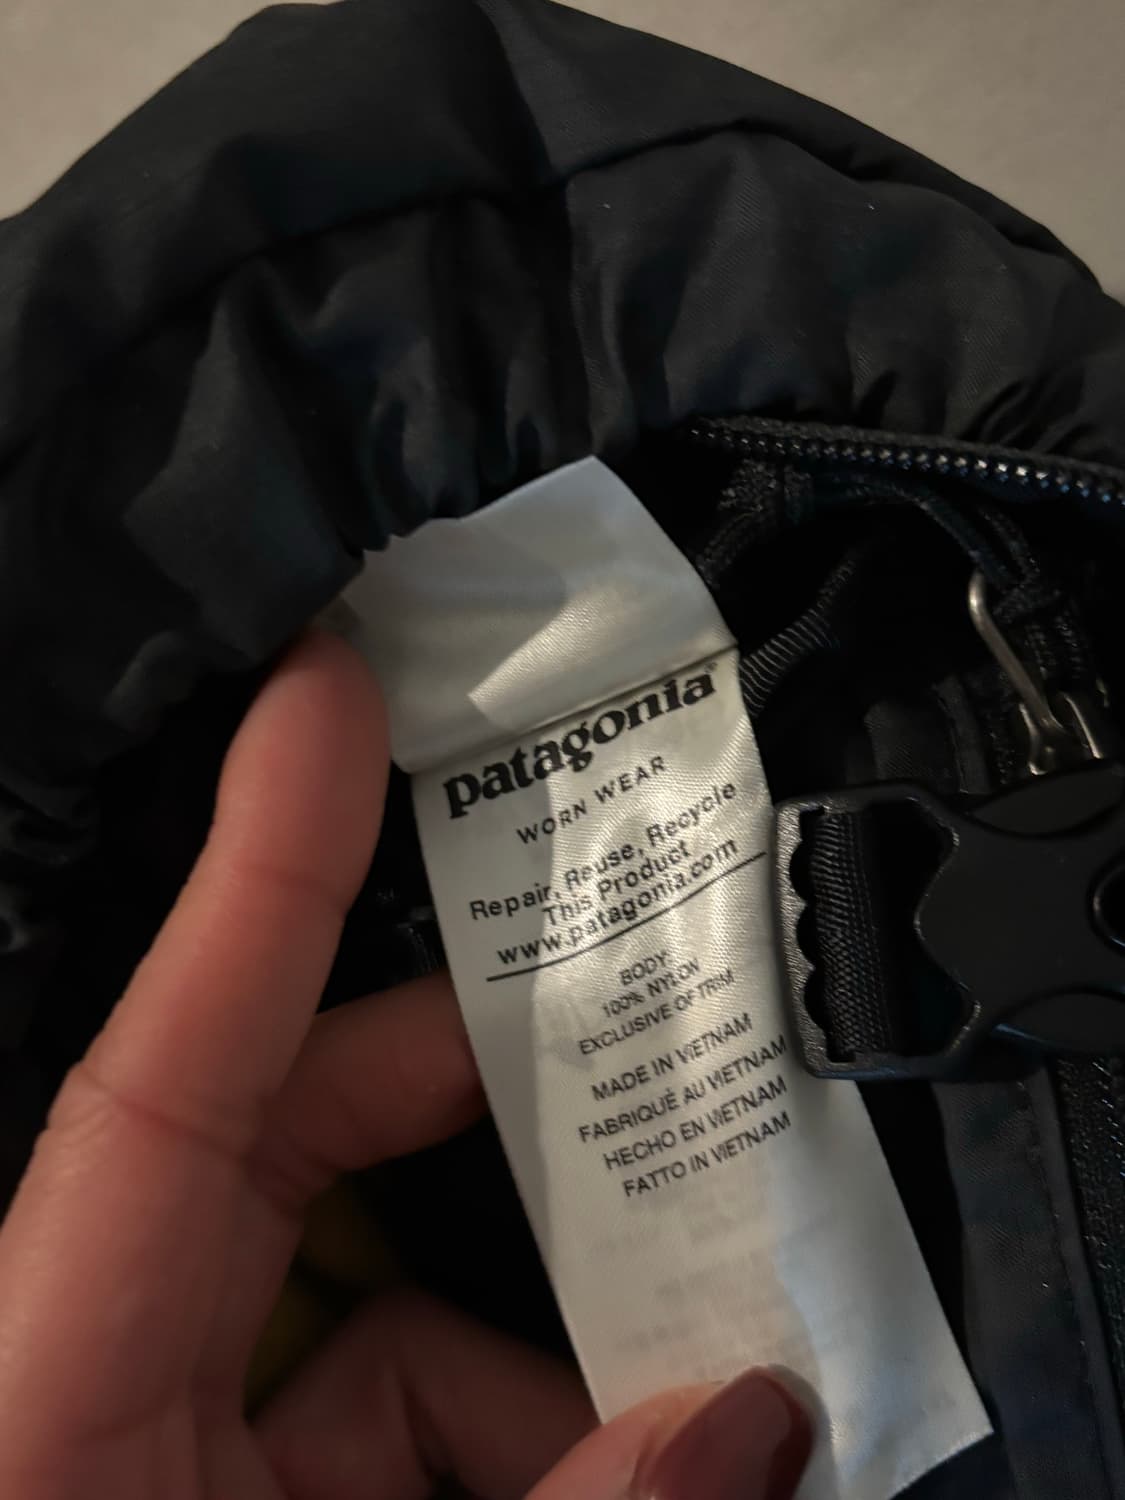 patagonia®
WORN WEAR
Repair, Reuse, Recycle
This Product
www.patagonia.com
BODY:
100% NYLON
EXCLUSIVE OF TRIM
MADE IN VIETNAM
FABRIQUÉ AU VIETNAM
HECHO EN VIETNAM
FATTO IN VIETNAM